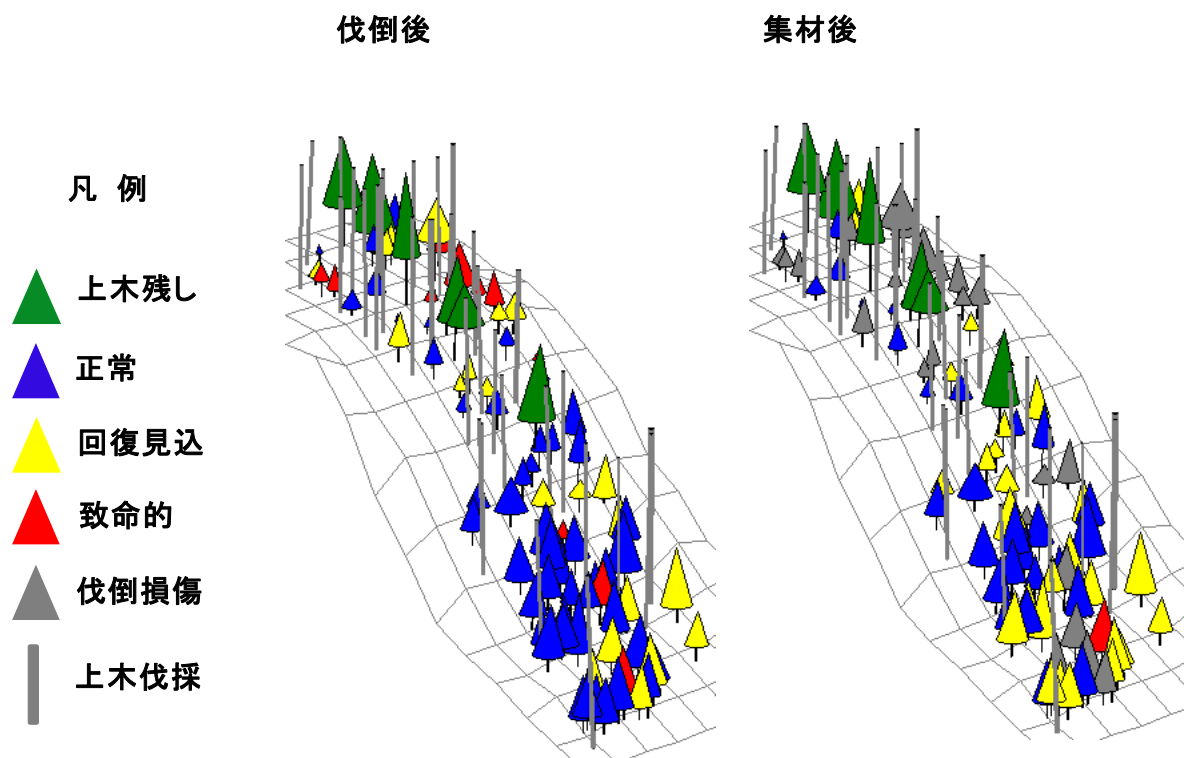 伐倒後
集材後
凡 例
上木残し
正常
回復見込
致命的
伐倒損傷
上木伐採